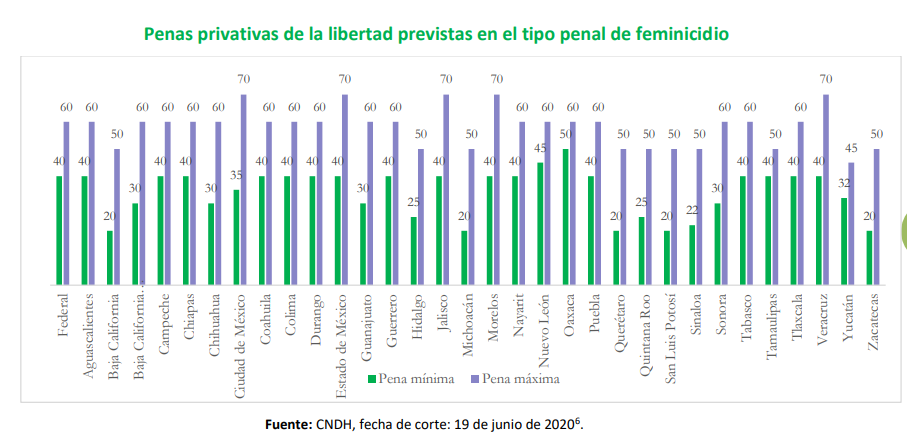 Penas privativas de la libertad previstas en el tipo penal de feminicidio
70 70 70 70 70
60 60 60 60 60 60 60 60 60 60 60 60 60 60 60 60 60 60
50 50 50 50 50 50 50 50 50 50
45 45
40 40 40 40 40 40 40 40 40 40 40 40 40 40 40 40 40
35
32
30 30 30 30
25 25
22
20 20 20 20 20
Federal
Aguascalientes
Baja California
Baja California…
Campeche
Chiapas
Chihuahua
Ciudad de México
Coahuila
Colima
Durango
Estado de México
Guanajuato
Guerrero
Hidalgo
Jalisco
Michoacán
Morelos
Nayarit
Nuevo León
Oaxaca
Puebla
Querétaro
Quintana Roo
San Luis Potosí
Sinaloa
Sonora
Tabasco
Tamaulipas
Tlaxcala
Veracruz
Yucatán
Zacatecas
Pena mínima
Pena máxima
Fuente: CNDH, fecha de corte: 19 de junio de 2020⁶.